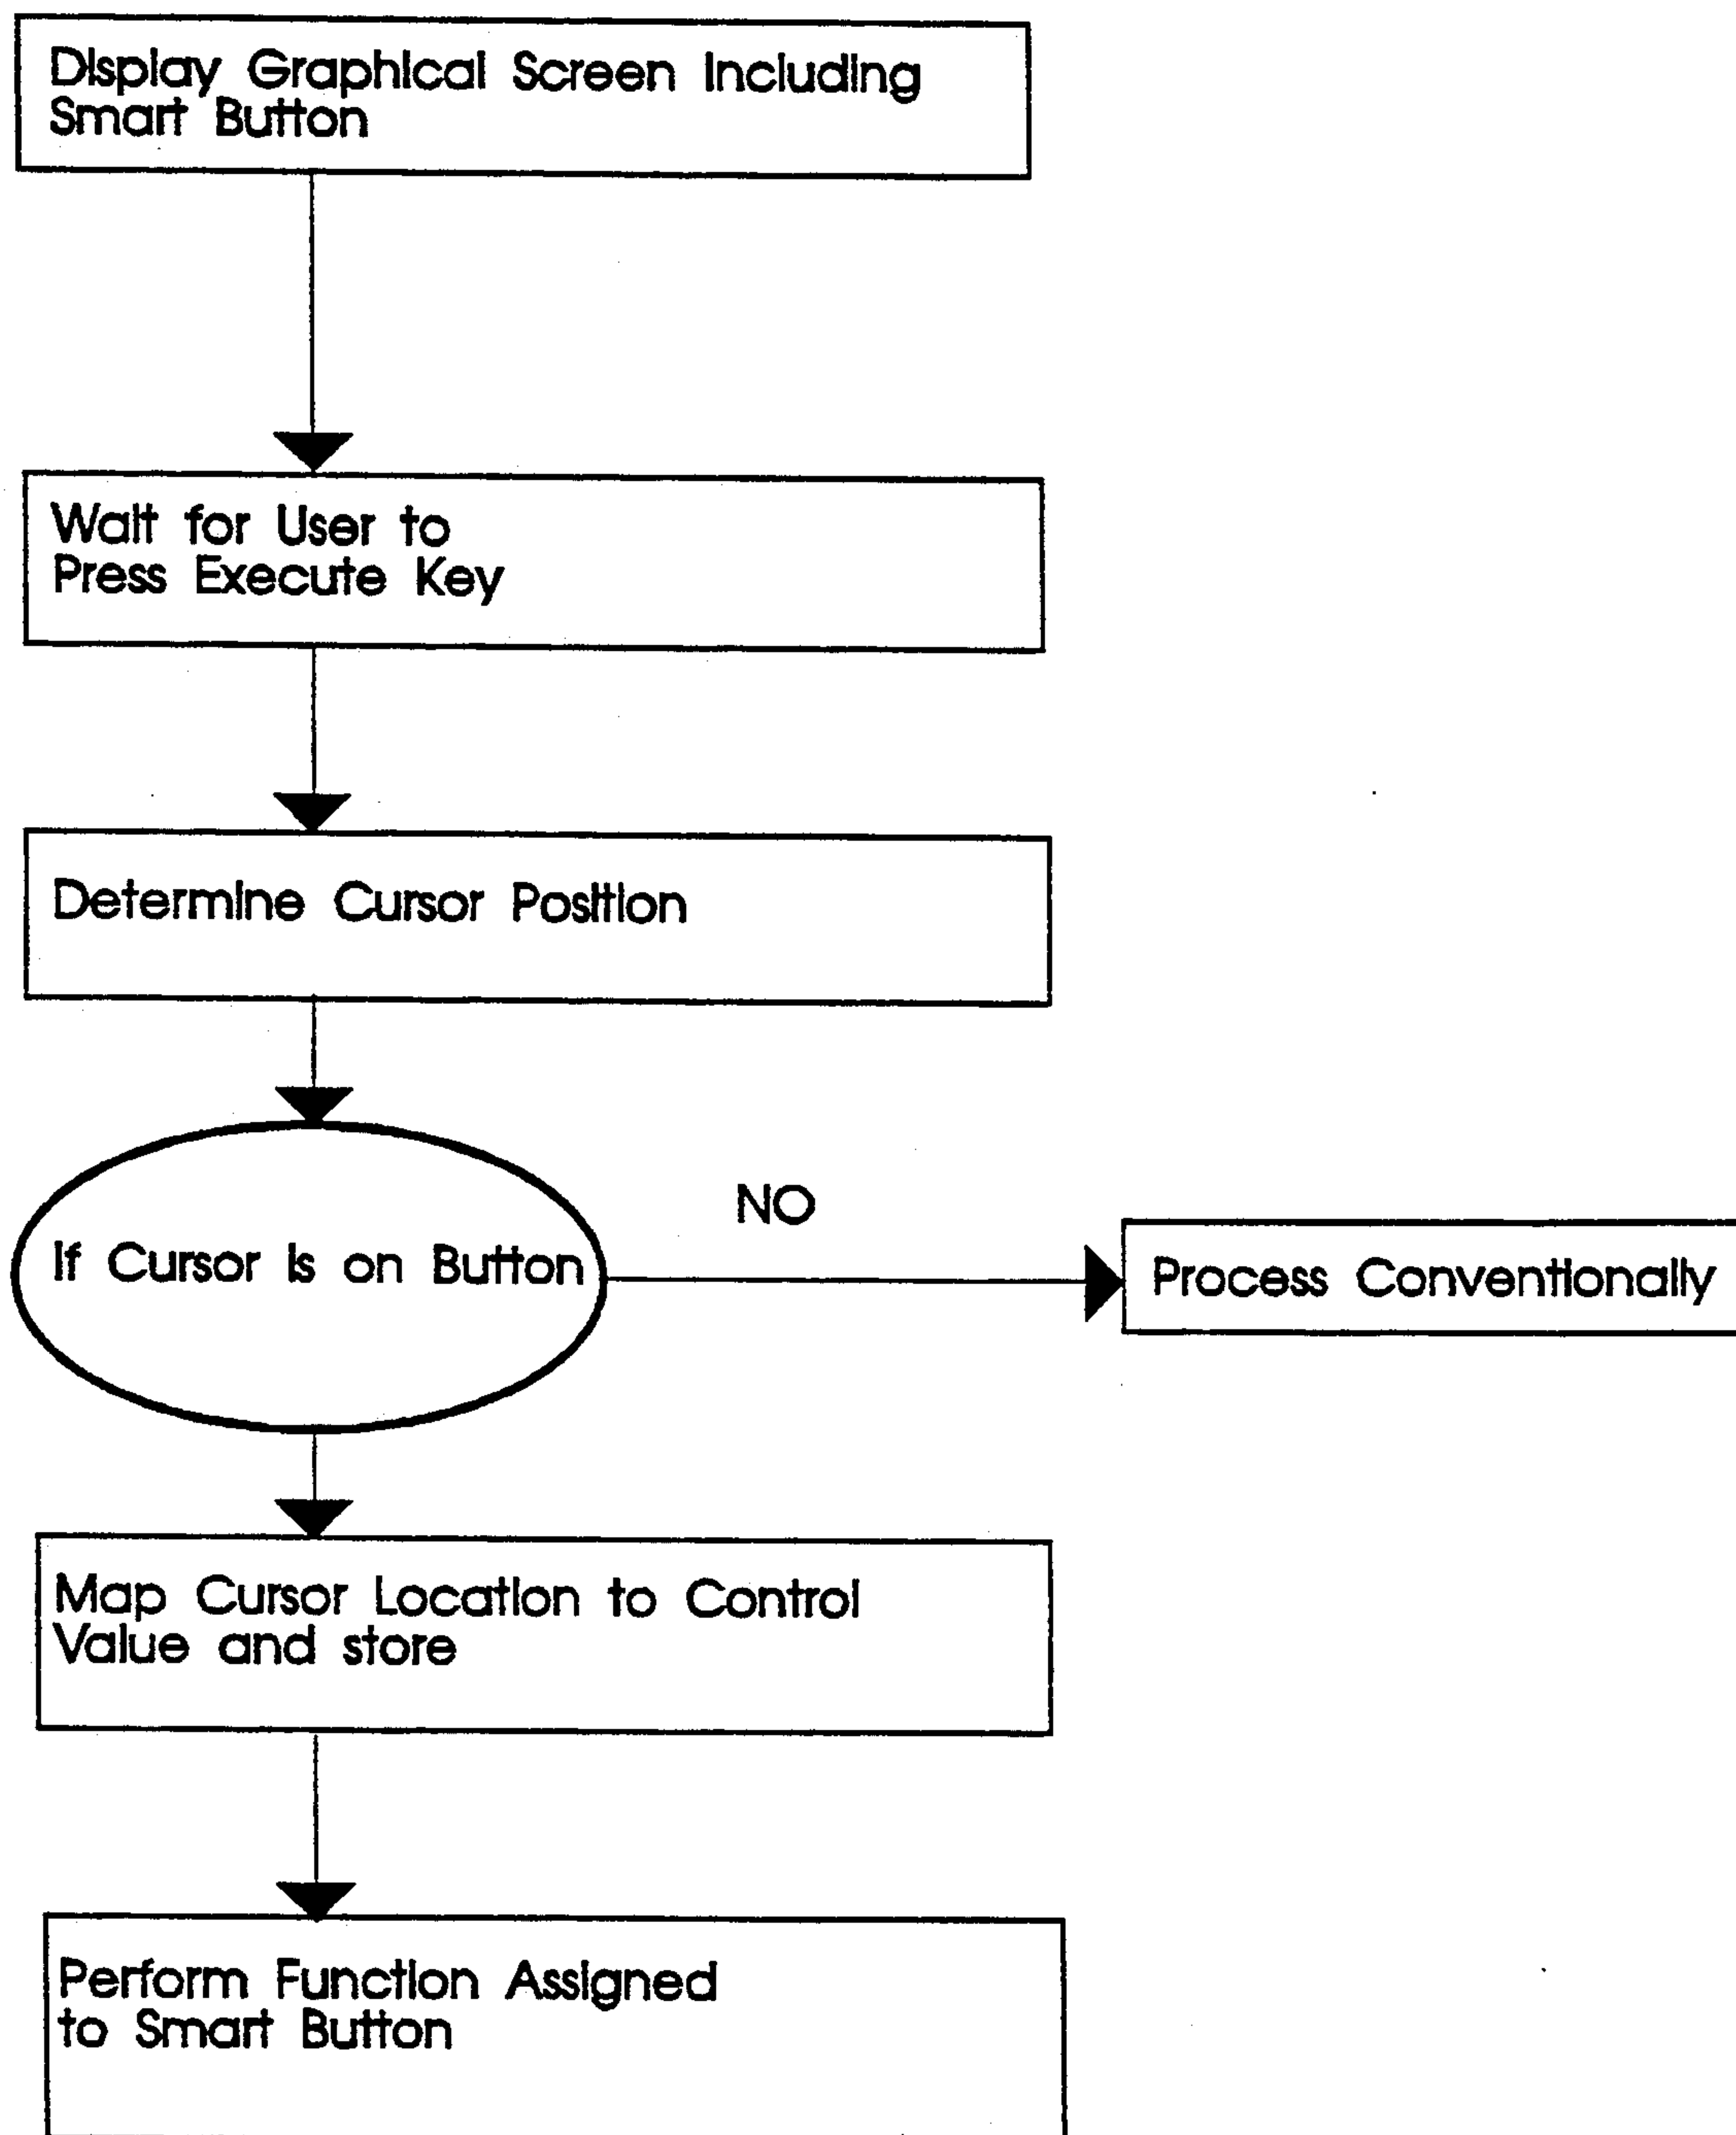 Display Graphical Screen Including
Smart Button
Wait for User to
Press Execute Key
Determine Cursor Position
If Cursor is on Button
NO
Process Conventionally
Map Cursor Location to Control
Value and store
Perform Function Assigned
to Smart Button